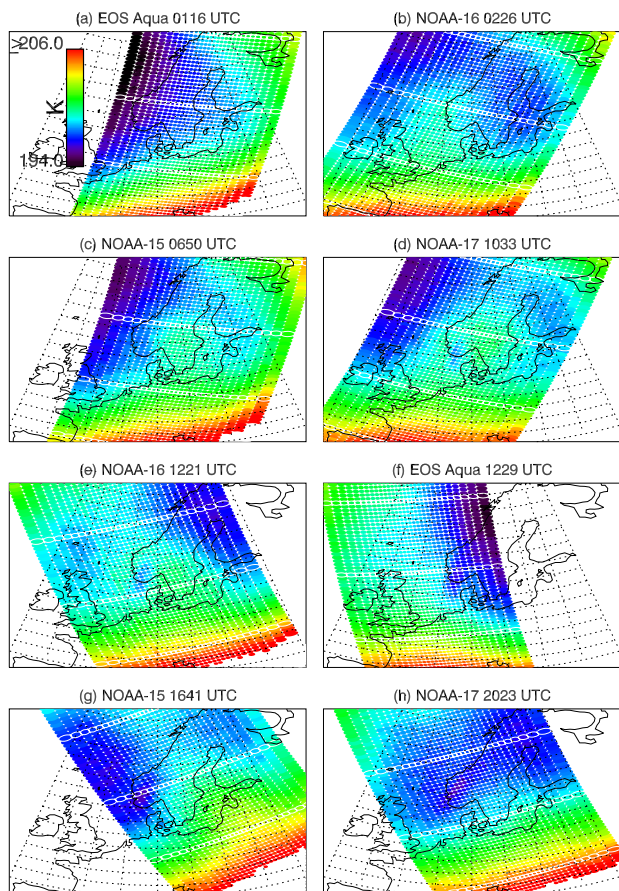 (a) EOS Aqua 0116 UTC
(b) NOAA-16 0226 UTC
206.0
K
194.0
(c) NOAA-15 0650 UTC
(d) NOAA-17 1033 UTC
(e) NOAA-16 1221 UTC
(f) EOS Aqua 1229 UTC
(g) NOAA-15 1641 UTC
(h) NOAA-17 2023 UTC